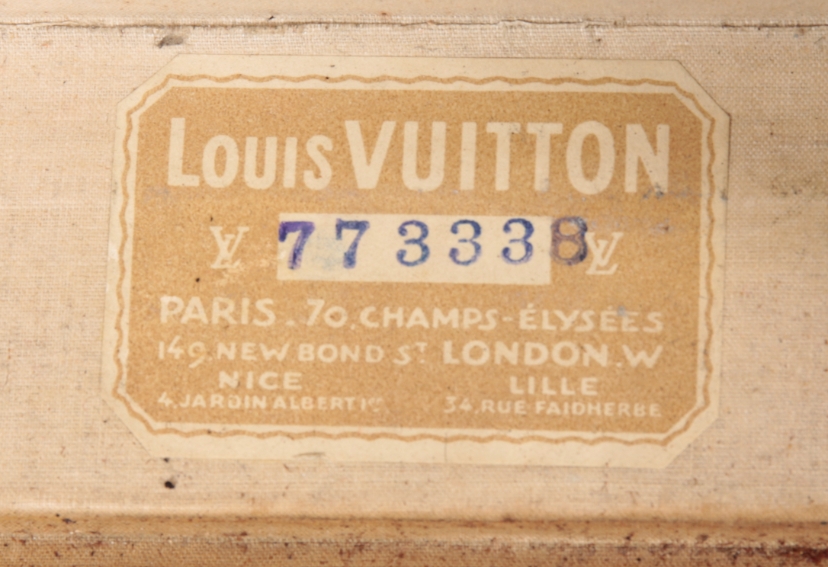 LOUIS VUITTON
LV 773338 LV
PARIS. 70, CHAMPS-ÉLYSÉES
149, NEW BOND ST LONDON. W
NICE LILLE
4, JARDIN ALBERT 1ER 34, RUE FAIDHERBE